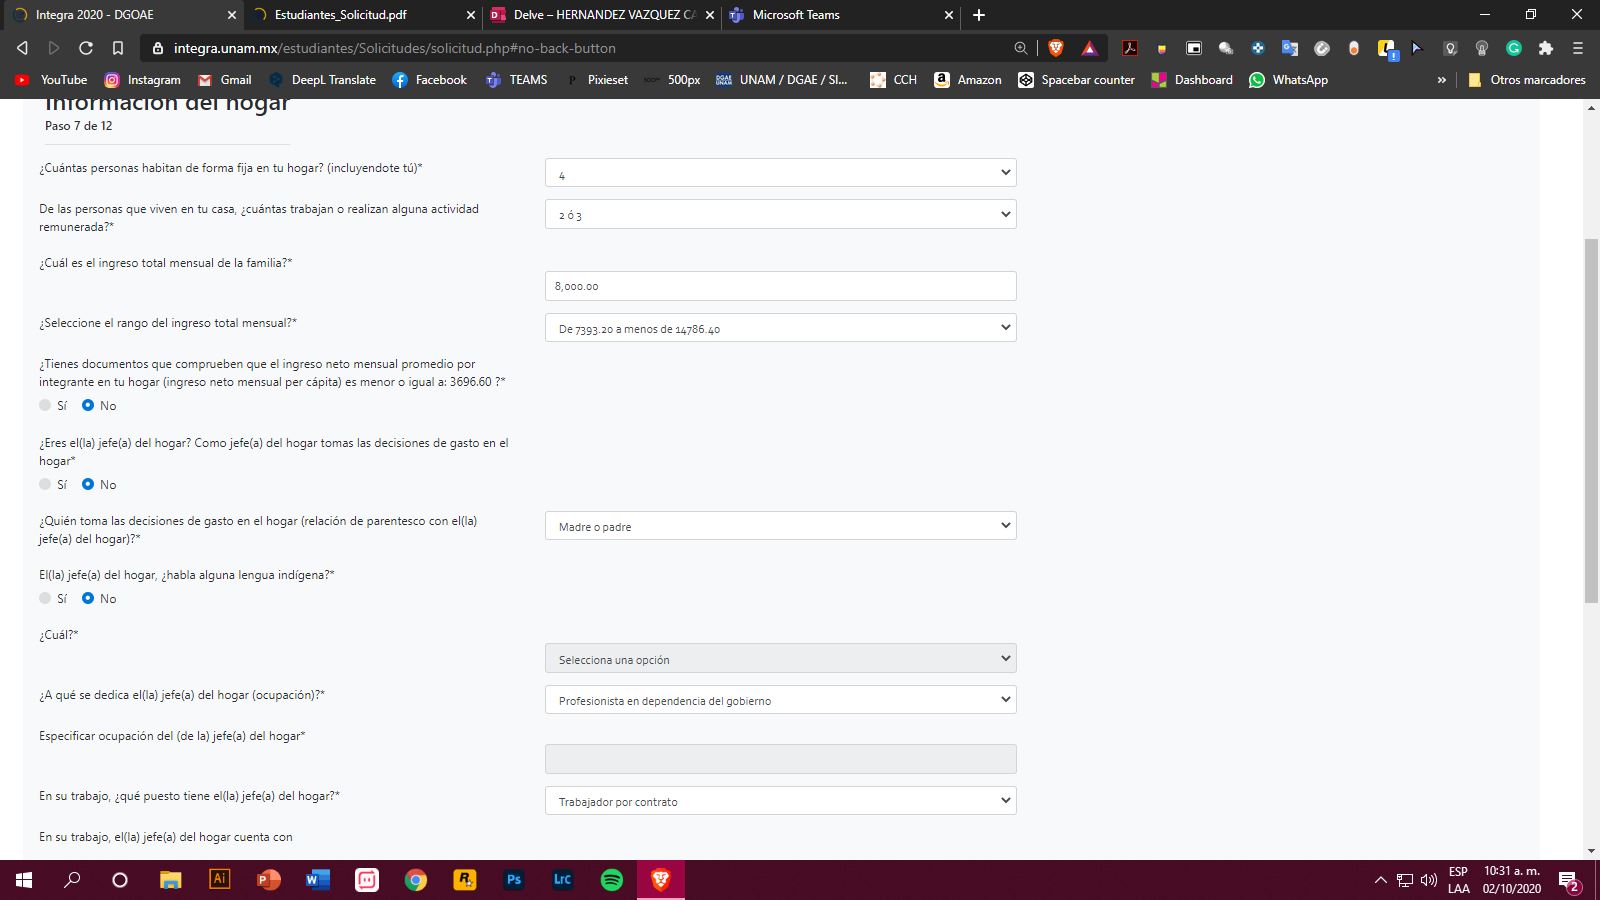 Integra 2020 - DGOAE
Estudiantes_Solicitud.pdf
Delve – HERNANDEZ VAZQUEZ CA
Microsoft Teams
integra.unam.mx/estudiantes/Solicitudes/solicitud.php#no-back-button
YouTube
Instagram
Gmail
DeepL Translate
Facebook
TEAMS
Pixieset
500px
UNAM / DGAE / SI...
CCH
Amazon
Spacebar counter
Dashboard
WhatsApp
»
Otros marcadores
Información del hogar
Paso 7 de 12
¿Cuántas personas habitan de forma fija en tu hogar? (incluyendote tú)*
4
De las personas que viven en tu casa, ¿cuántas trabajan o realizan alguna actividad
remunerada?*
2 ó 3
¿Cuál es el ingreso total mensual de la familia?*
8,000.00
¿Seleccione el rango del ingreso total mensual?*
De 7393.20 a menos de 14786.40
¿Tienes documentos que comprueben que el ingreso neto mensual promedio por
integrante en tu hogar (ingreso neto mensual per cápita) es menor o igual a: 3696.60 ?*
Sí No
¿Eres el(la) jefe(a) del hogar? Como jefe(a) del hogar tomas las decisiones de gasto en el
hogar*
Sí No
¿Quién toma las decisiones de gasto en el hogar (relación de parentesco con el(la)
jefe(a) del hogar)?*
Madre o padre
El(la) jefe(a) del hogar, ¿habla alguna lengua indígena?*
Sí No
¿Cuál?*
Selecciona una opción
¿A qué se dedica el(la) jefe(a) del hogar (ocupación)?*
Profesionista en dependencia del gobierno
Especificar ocupación del (de la) jefe(a) del hogar*
En su trabajo, ¿qué puesto tiene el(la) jefe(a) del hogar?*
Trabajador por contrato
En su trabajo, el(la) jefe(a) del hogar cuenta con
Ai
Ps
Lrc
ESP
LAA
10:31 a. m.
02/10/2020
2